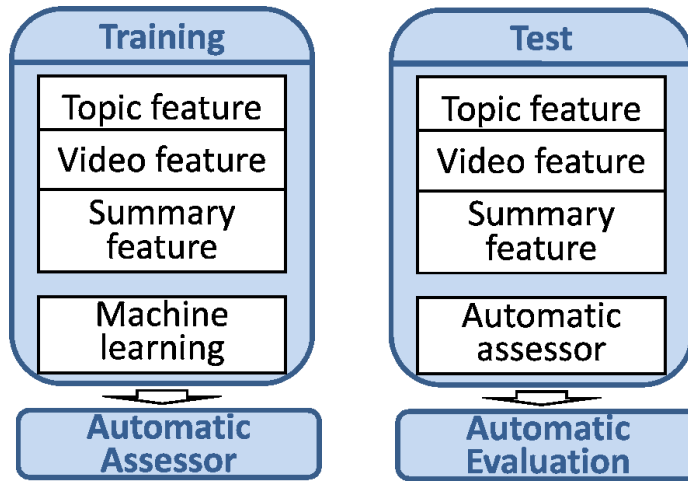 Training
Topic feature
Video feature
Summary
feature
Machine
learning
Automatic
Assessor
Test
Topic feature
Video feature
Summary
feature
Automatic
assessor
Automatic
Evaluation